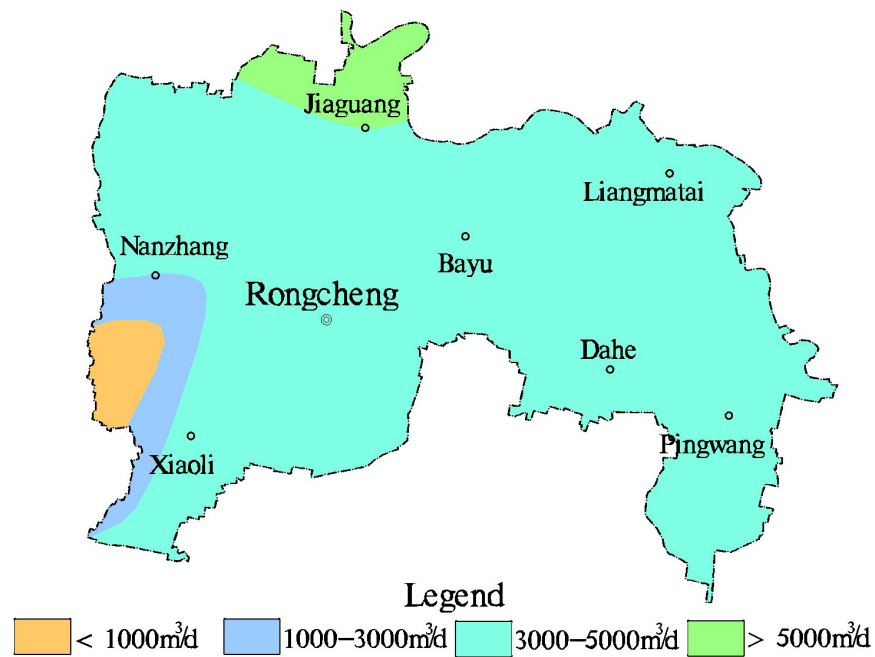 Jiaguang
Liangmatai
Nanzhang
Bayu
Rongcheng
Dahe
Pingwang
Xiaoli
Legend
< 1000m³/d
1000-3000m³/d
3000-5000m³/d
> 5000m³/d